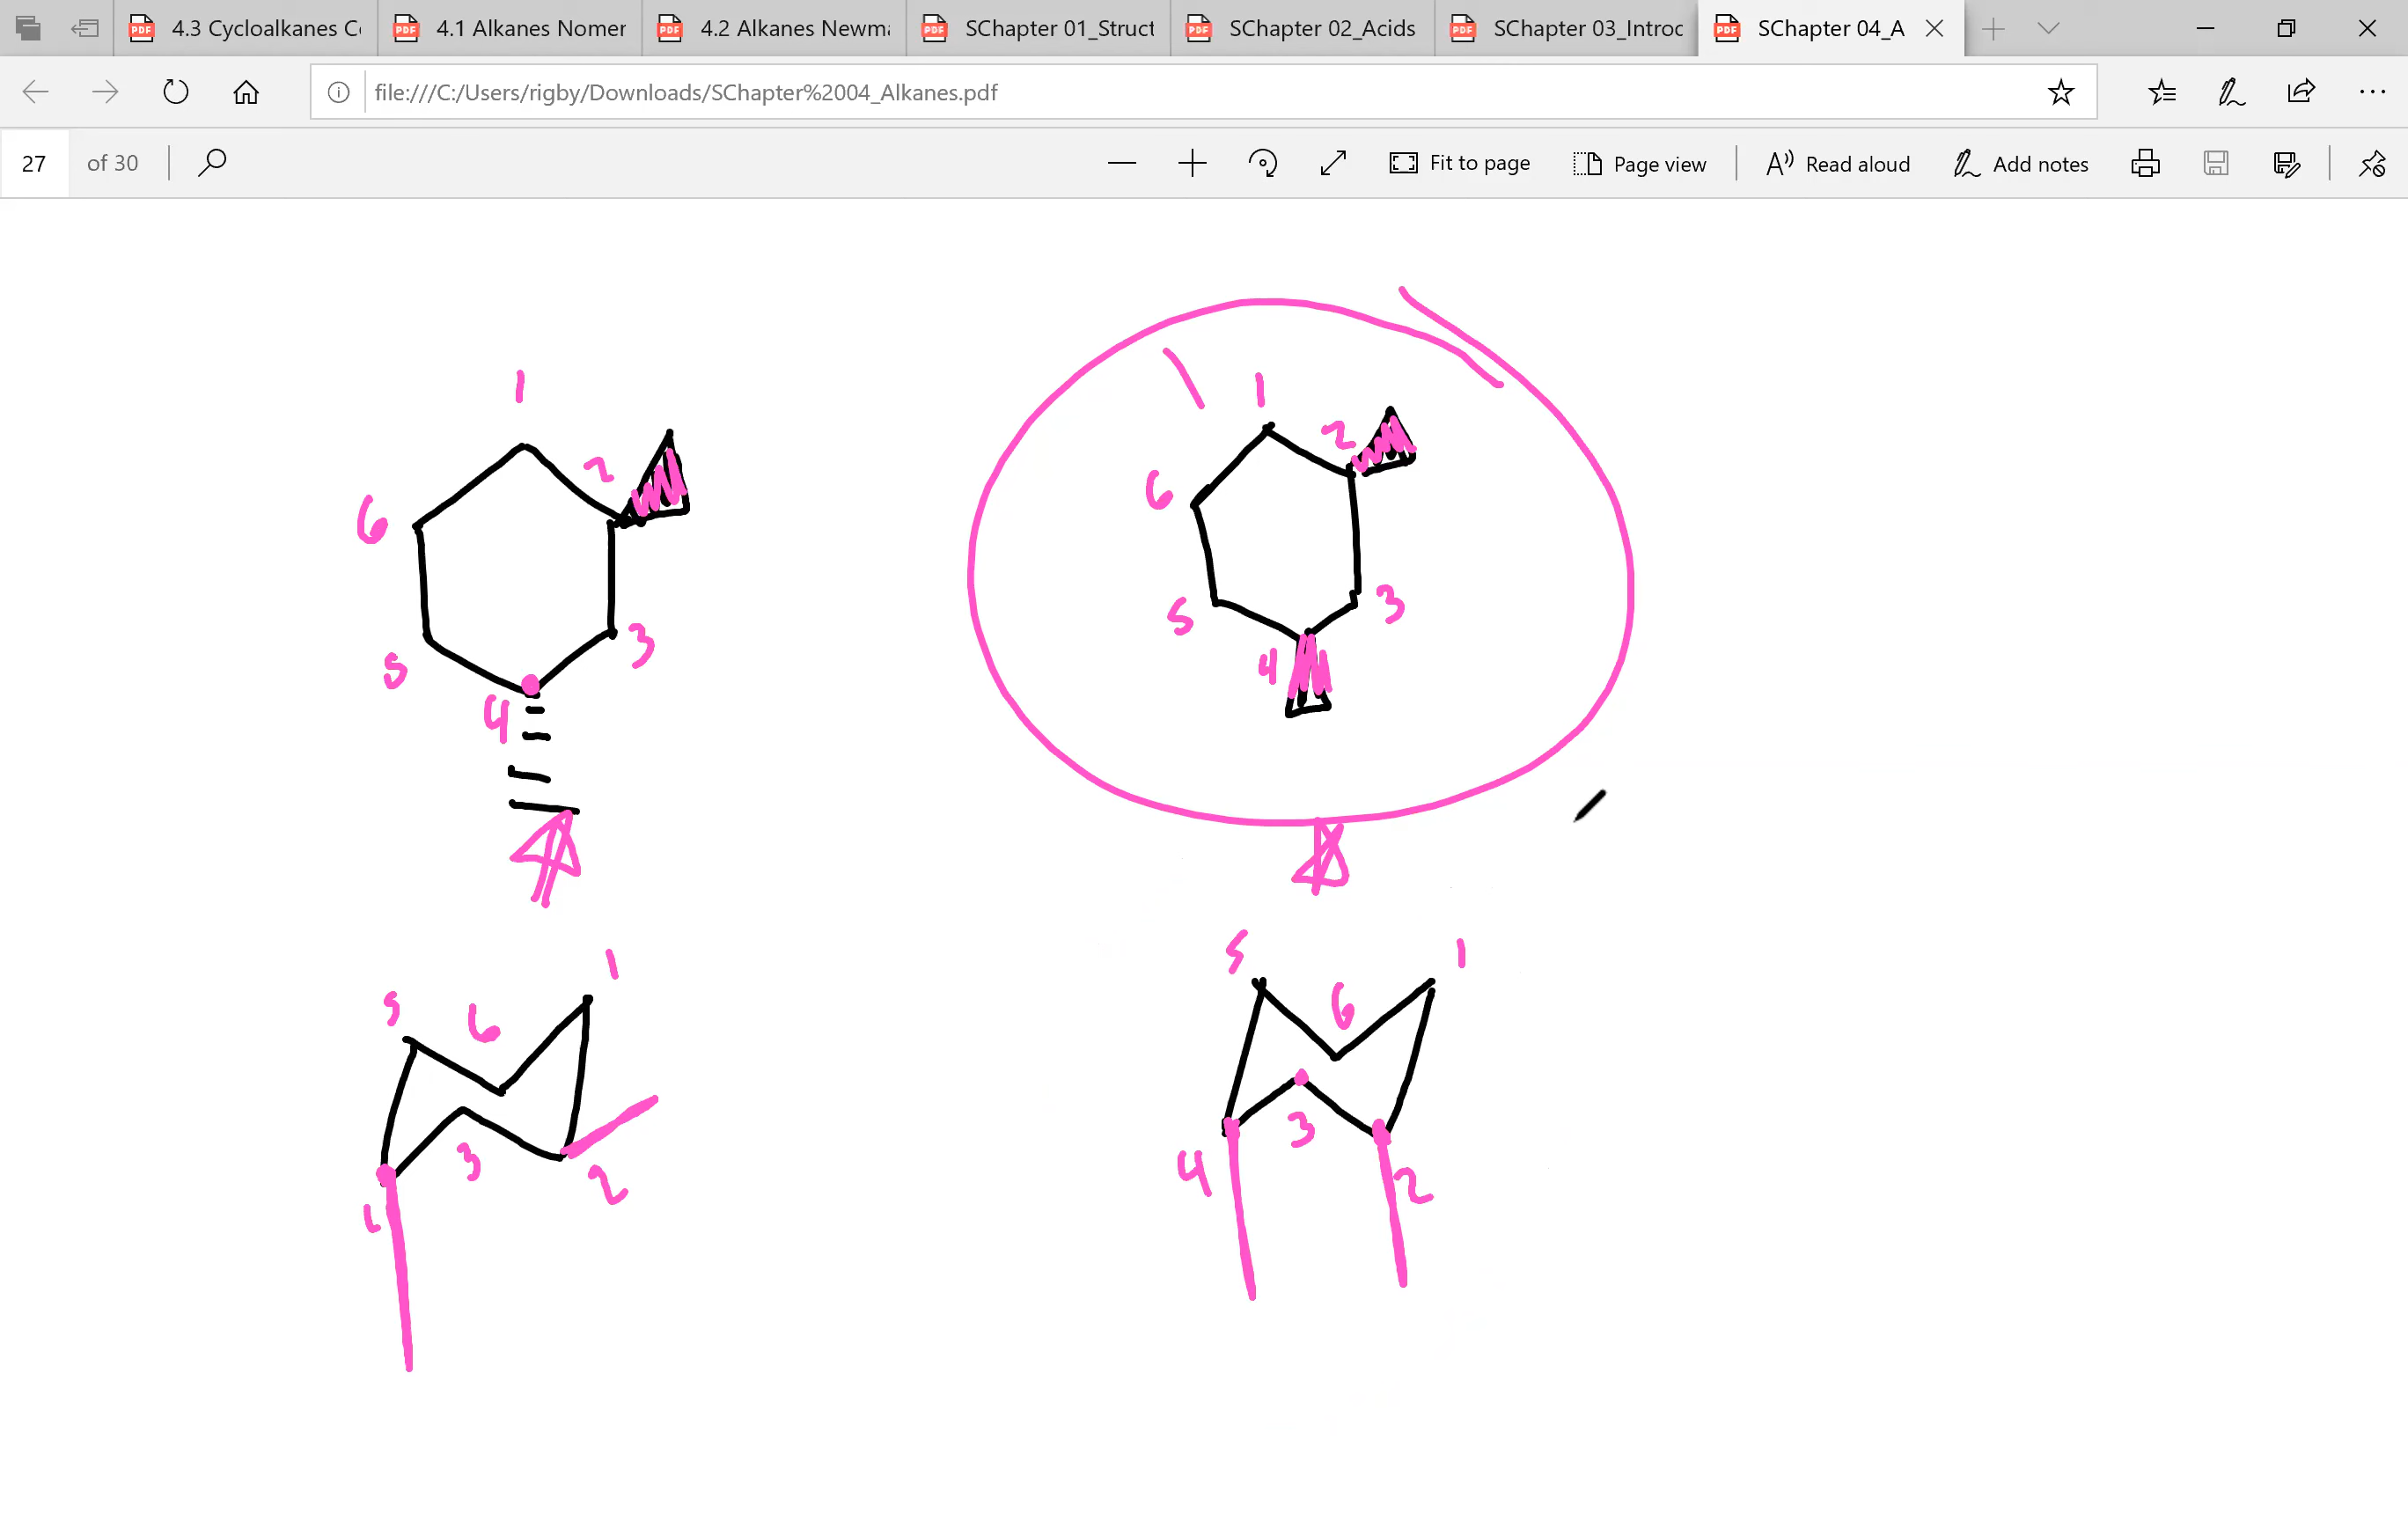 4.3 Cycloalkanes C
4.1 Alkanes Nomer
4.2 Alkanes Newm
SChapter 01_Struct
SChapter 02_Acids
SChapter 03_Introc
SChapter 04_A
file:///C:/Users/rigby/Downloads/SChapter%2004_Alkanes.pdf
27 of 30
Fit to page
Page view
Read aloud
Add notes
1
2
6
3
5
4
1
2
6
3
5
4
1
5
6
3
2
5
1
6
3
4
2